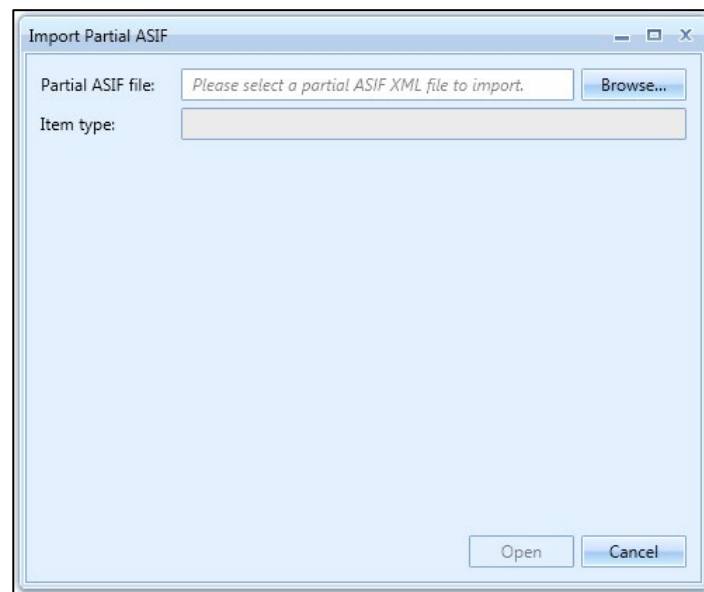 Import Partial ASIF
Partial ASIF file: Please select a partial ASIF XML file to import. Browse...
Item type:
Open Cancel